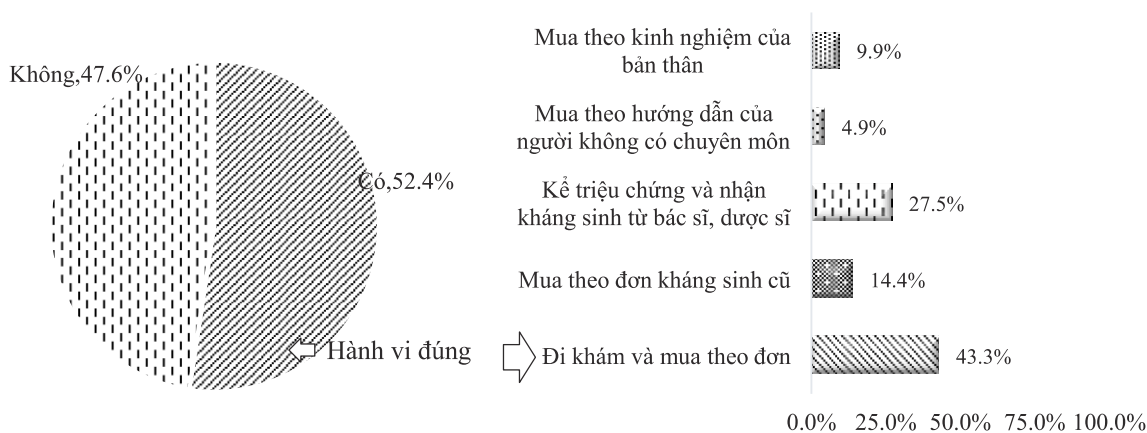 Không,47.6%
Có,52.4%
Hành vi đúng
Mua theo kinh nghiệm của
bản thân
9.9%
Mua theo hướng dẫn của
người không có chuyên môn
4.9%
Kể triệu chứng và nhận
kháng sinh từ bác sĩ, dược sĩ
27.5%
Mua theo đơn kháng sinh cũ
14.4%
Đi khám và mua theo đơn
43.3%
0.0% 25.0% 50.0% 75.0% 100.0%